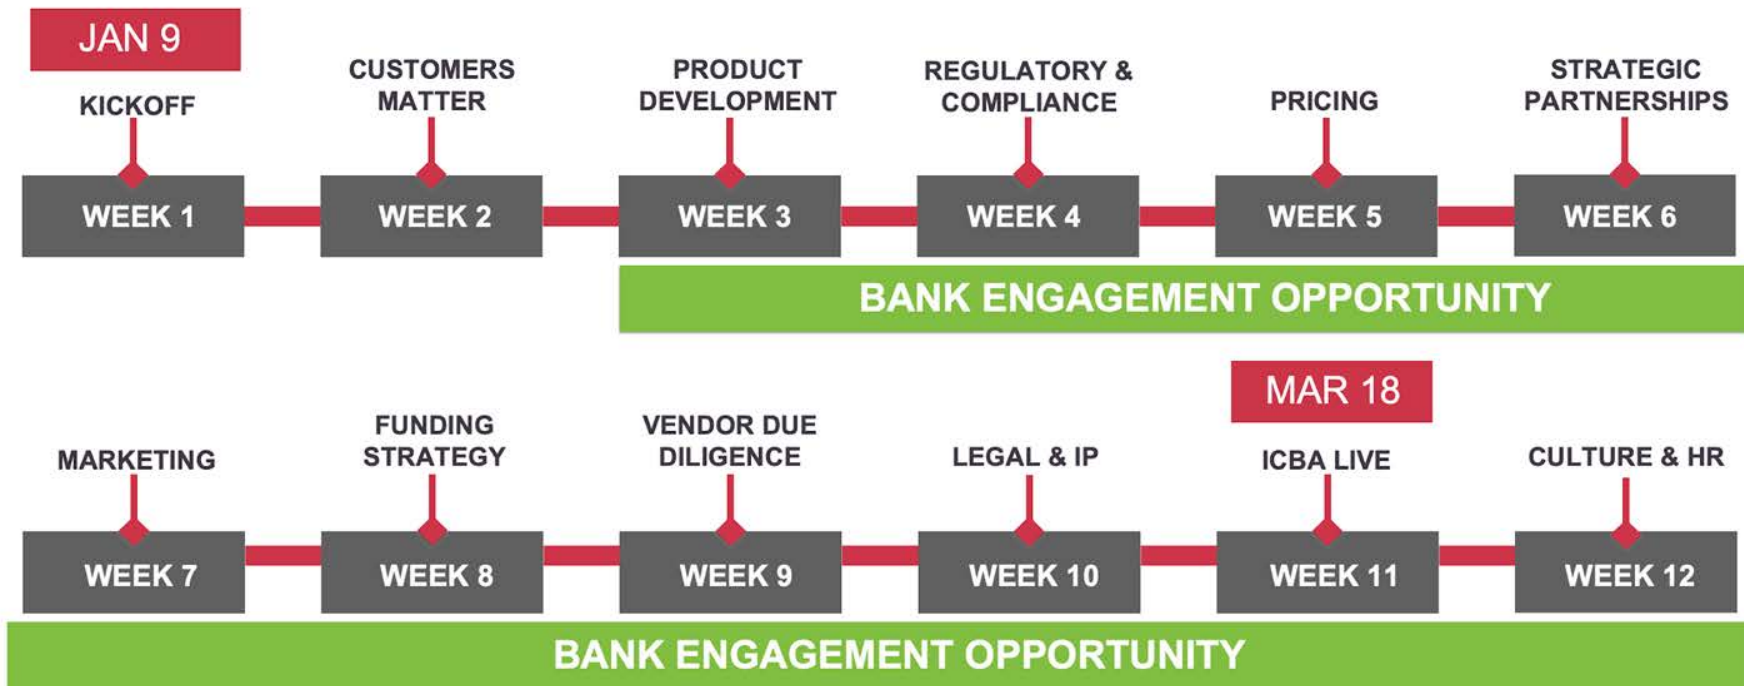 JAN 9
KICKOFF
CUSTOMERS
MATTER
PRODUCT
DEVELOPMENT
REGULATORY &
COMPLIANCE
PRICING
STRATEGIC
PARTNERSHIPS
WEEK 1
WEEK 2
WEEK 3
WEEK 4
WEEK 5
WEEK 6
BANK ENGAGEMENT OPPORTUNITY
MAR 18
MARKETING
FUNDING
STRATEGY
VENDOR DUE
DILIGENCE
LEGAL & IP
ICBA LIVE
CULTURE & HR
WEEK 7
WEEK 8
WEEK 9
WEEK 10
WEEK 11
WEEK 12
BANK ENGAGEMENT OPPORTUNITY